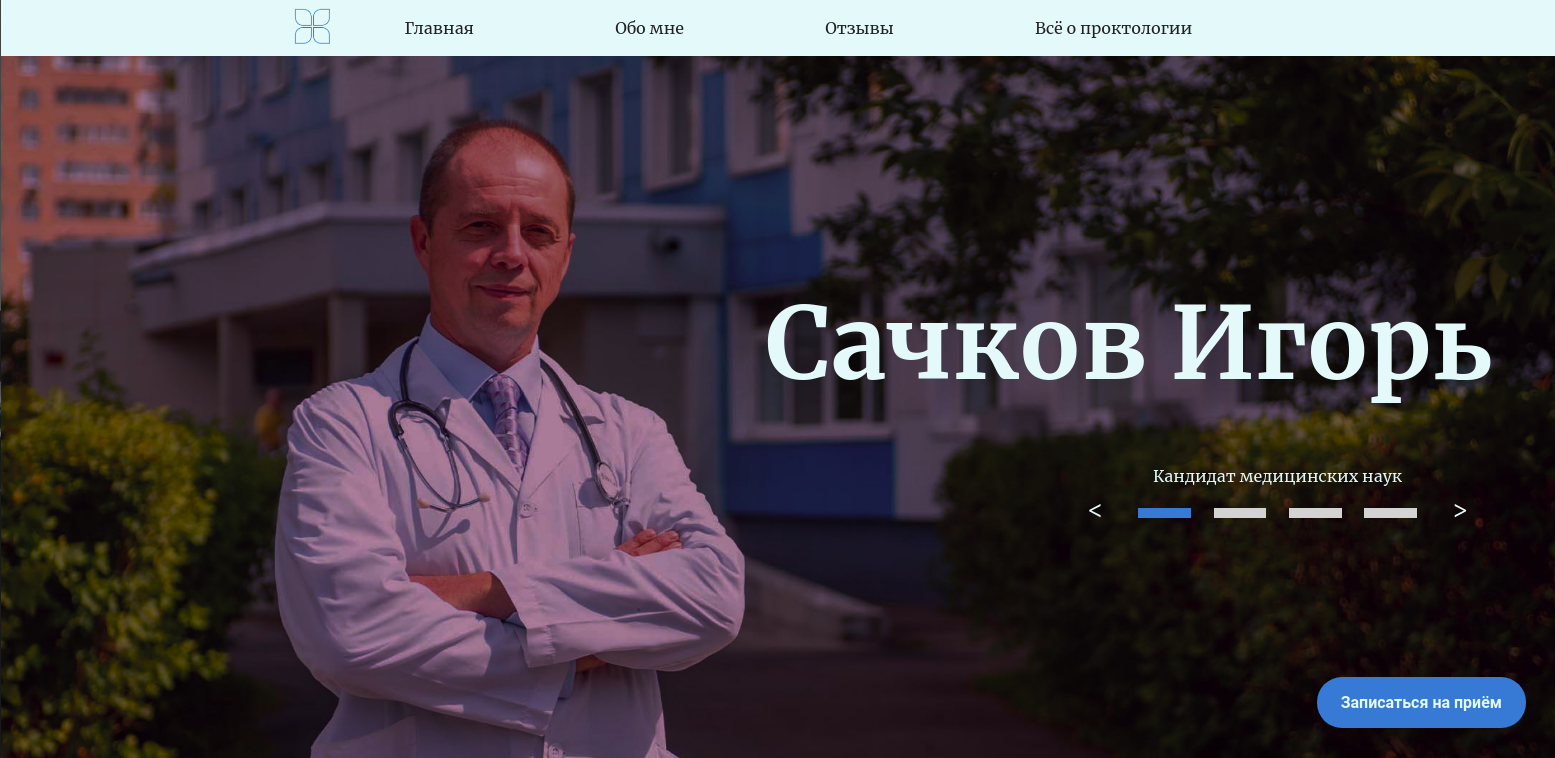 Главная
Обо мне
Отзывы
Всё о проктологии
Сачков Игорь
Кандидат медицинских наук
< >
Записаться на приём